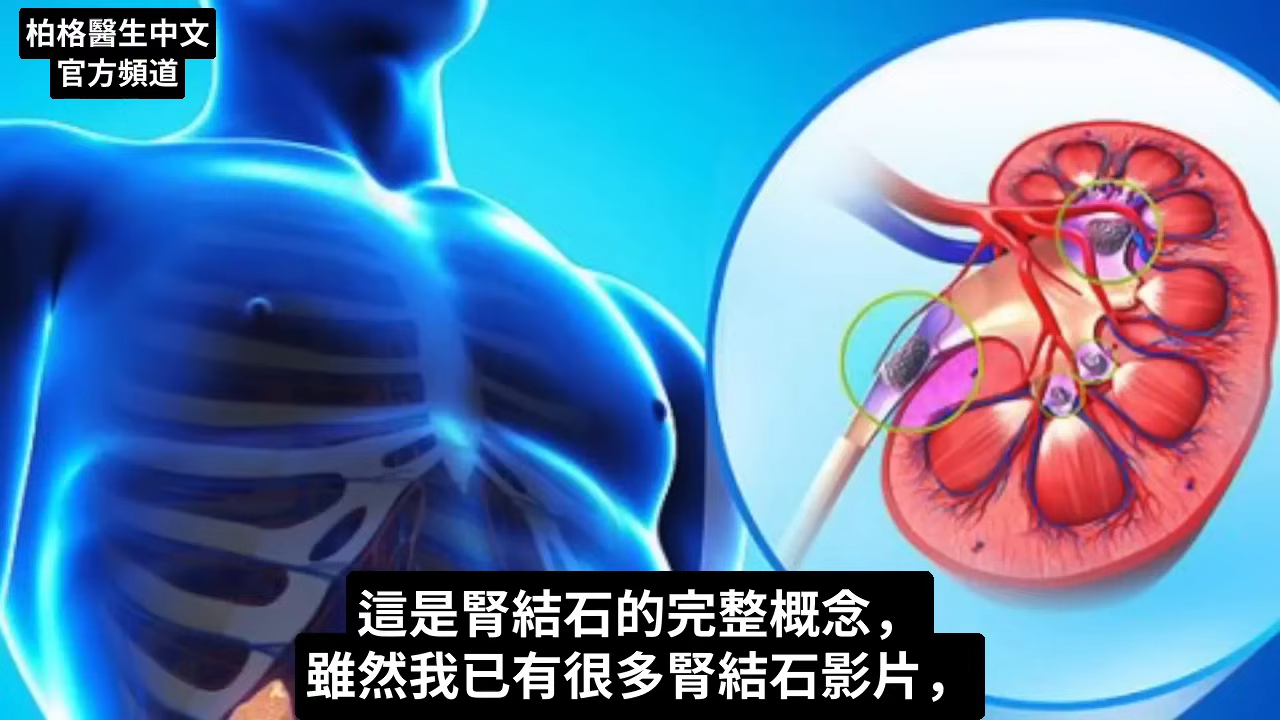 柏格醫生中文
官方頻道
這是腎結石的完整概念，
雖然我已有很多腎結石影片，